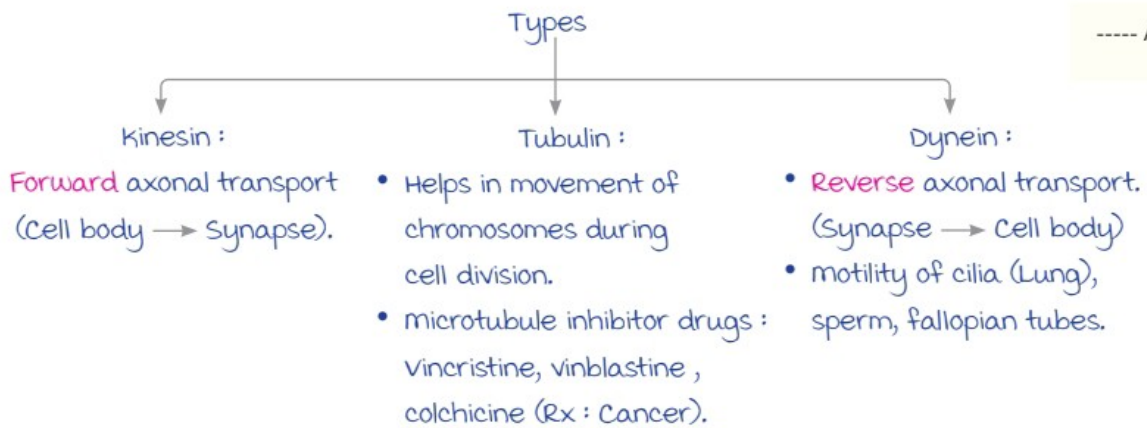 Types
----- A
Kinesin :
Forward axonal transport
(Cell body → Synapse).
Tubulin :
• Helps in movement of
chromosomes during
cell division.
• microtubule inhibitor drugs :
Vincristine, vinblastine ,
colchicine (Rx : Cancer).
Dynein :
• Reverse axonal transport.
(Synapse → Cell body)
• motility of cilia (Lung),
sperm, fallopian tubes.